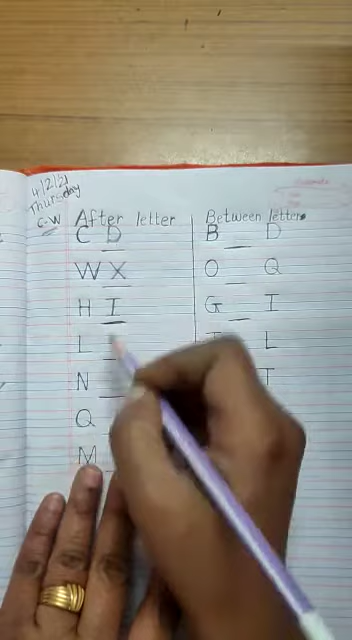 4/2/21
Thursday
C.W After letter Between letters
C D B _ D
W X O _ Q
H I G _ I
L _ L
N _
Q
M